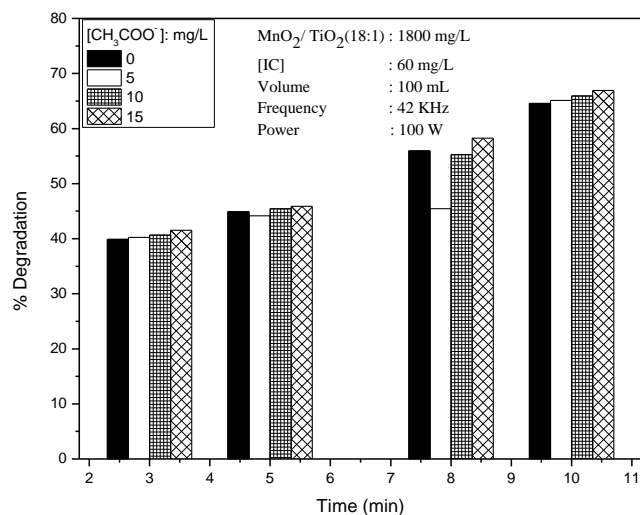 [CH₃COO⁻]: mg/L
0
5
10
15
MnO₂/ TiO₂(18:1) : 1800 mg/L
[IC] : 60 mg/L
Volume : 100 mL
Frequency : 42 KHz
Power : 100 W
% Degradation
80
70
60
50
40
30
20
10
0
2 3 4 5 6 7 8 9 10 11
Time (min)